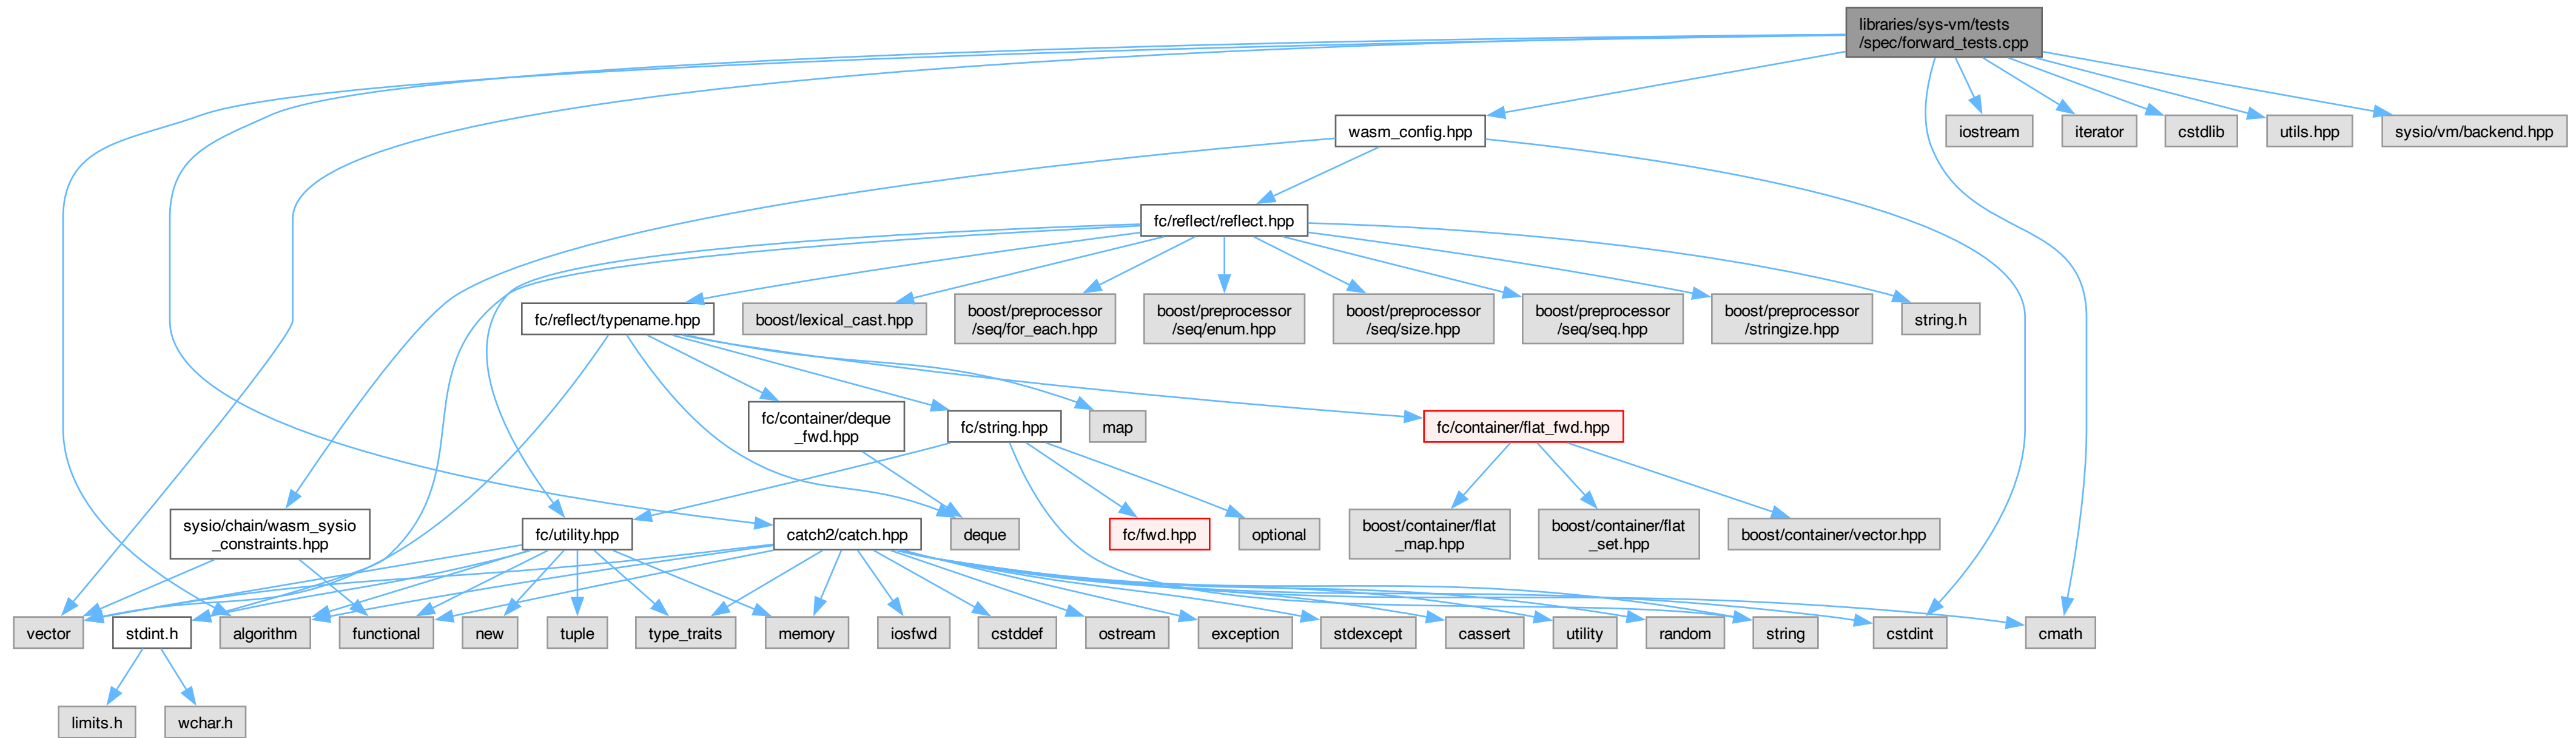 libraries/sys-vm/tests
/spec/forward_tests.cpp
wasm_config.hpp
iostream
iterator
cstdlib
utils.hpp
sysio/vm/backend.hpp
fc/reflect/reflect.hpp
fc/reflect/typename.hpp
boost/lexical_cast.hpp
boost/preprocessor
/seq/for_each.hpp
boost/preprocessor
/seq/enum.hpp
boost/preprocessor
/seq/size.hpp
boost/preprocessor
/seq/seq.hpp
boost/preprocessor
/stringize.hpp
string.h
fc/container/deque
_fwd.hpp
fc/string.hpp
map
fc/container/flat_fwd.hpp
sysio/chain/wasm_sysio
_constraints.hpp
fc/utility.hpp
catch2/catch.hpp
deque
fc/fwd.hpp
optional
boost/container/flat
_map.hpp
boost/container/flat
_set.hpp
boost/container/vector.hpp
vector
stdint.h
algorithm
functional
new
tuple
type_traits
memory
iosfwd
cstddef
ostream
exception
stdexcept
cassert
utility
random
string
cstdint
cmath
limits.h
wchar.h